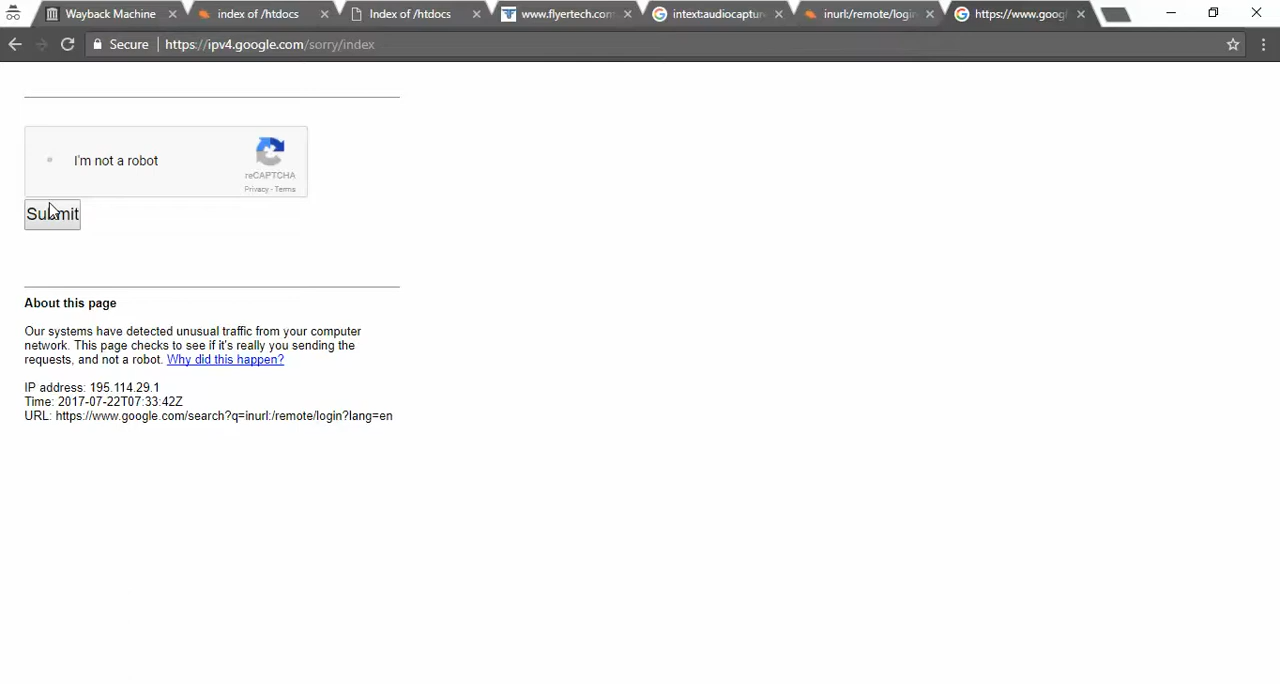 Wayback Machine
index of /htdocs
Index of /htdocs
www.flyertech.com
intext:audiocaptur
inurl:/remote/login
https://www.googl
Secure
https://ipv4.google.com/sorry/index
I'm not a robot
reCAPTCHA
Privacy - Terms
Submit
About this page
Our systems have detected unusual traffic from your computer
network. This page checks to see if it's really you sending the
requests, and not a robot. Why did this happen?
IP address: 195.114.29.1
Time: 2017-07-22T07:33:42Z
URL: https://www.google.com/search?q=inurl:/remote/login?lang=en